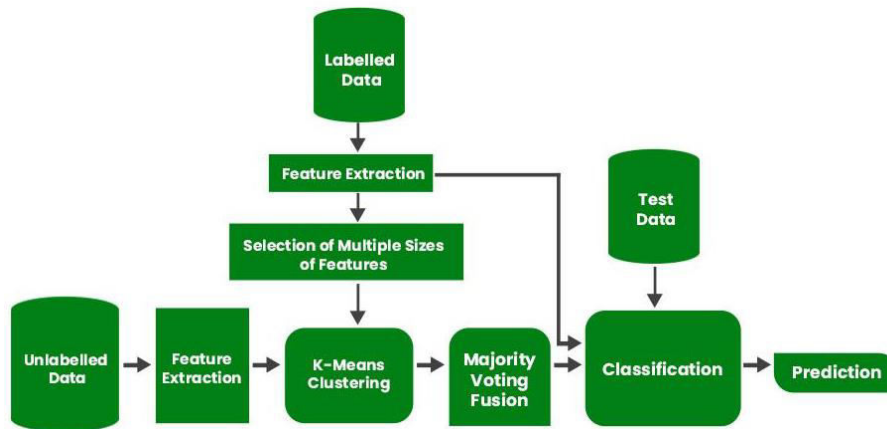 Labelled
Data
Feature Extraction
Selection of Multiple Sizes
of Features
Test
Data
Unlabelled
Data
Feature
Extraction
K-Means
Clustering
Majority
Voting
Fusion
Classification
Prediction